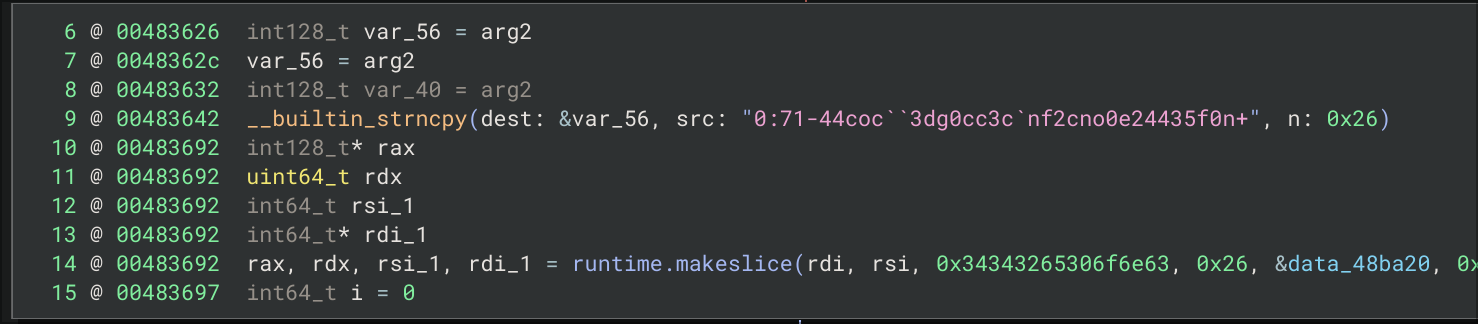 6 @ 00483626 int128_t var_56 = arg2
7 @ 0048362c var_56 = arg2
8 @ 00483632 int128_t var_40 = arg2
9 @ 00483642 __builtin_strncpy(dest: &var_56, src: "0:71-44coc``3dg0cc3c`nf2cno0e24435f0n+", n: 0x26)
10 @ 00483692 int128_t* rax
11 @ 00483692 uint64_t rdx
12 @ 00483692 int64_t rsi_1
13 @ 00483692 int64_t* rdi_1
14 @ 00483692 rax, rdx, rsi_1, rdi_1 = runtime.makeslice(rdi, rsi, 0x34343265306f6e63, 0x26, &data_48ba20, 0x
15 @ 00483697 int64_t i = 0